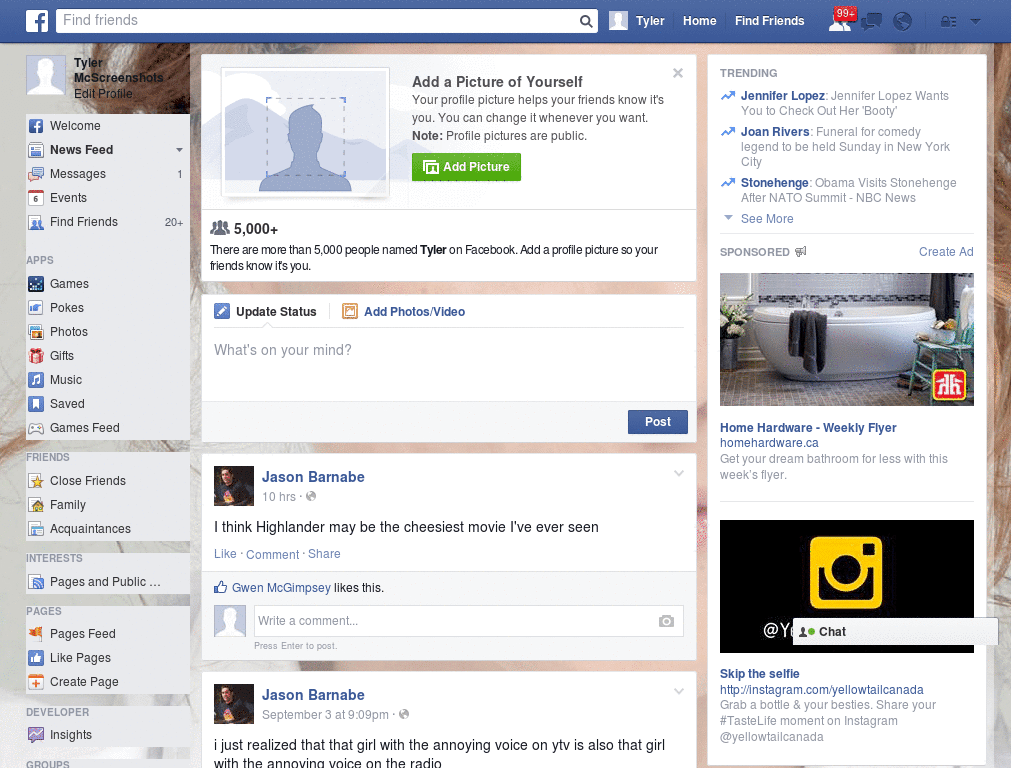 Find friends
Tyler
Home
Find Friends
99+
Tyler
McScreenshots
Edit Profile
Welcome
News Feed
Messages 1
Events
Find Friends 20+
APPS
Games
Pokes
Photos
Gifts
Music
Saved
Games Feed
FRIENDS
Close Friends
Family
Acquaintances
INTERESTS
Pages and Public ...
PAGES
Pages Feed
Like Pages
Create Page
DEVELOPER
Insights
GROUPS
Add a Picture of Yourself
Your profile picture helps your friends know it's
you. You can change it whenever you want.
Note: Profile pictures are public.
Add Picture
5,000+
There are more than 5,000 people named Tyler on Facebook. Add a profile picture so your
friends know it's you.
Update Status
Add Photos/Video
What's on your mind?
Post
Jason Barnabe
10 hrs ·
I think Highlander may be the cheesiest movie I've ever seen
Like · Comment · Share
Gwen McGimpsey likes this.
Write a comment...
Press Enter to post.
Jason Barnabe
September 3 at 9:09pm ·
i just realized that that girl with the annoying voice on ytv is also that girl
with the annoying voice on the radio
TRENDING
Jennifer Lopez: Jennifer Lopez Wants
You to Check Out Her 'Booty'
Joan Rivers: Funeral for comedy
legend to be held Sunday in New York
City
Stonehenge: Obama Visits Stonehenge
After NATO Summit - NBC News
See More
SPONSORED
Create Ad
Home Hardware - Weekly Flyer
homehardware.ca
Get your dream bathroom for less with this
week's flyer.
@Ye
Chat
Skip the selfie
http://instagram.com/yellowtailcanada
Grab a bottle & your besties. Share your
#TasteLife moment on Instagram
@yellowtailcanada